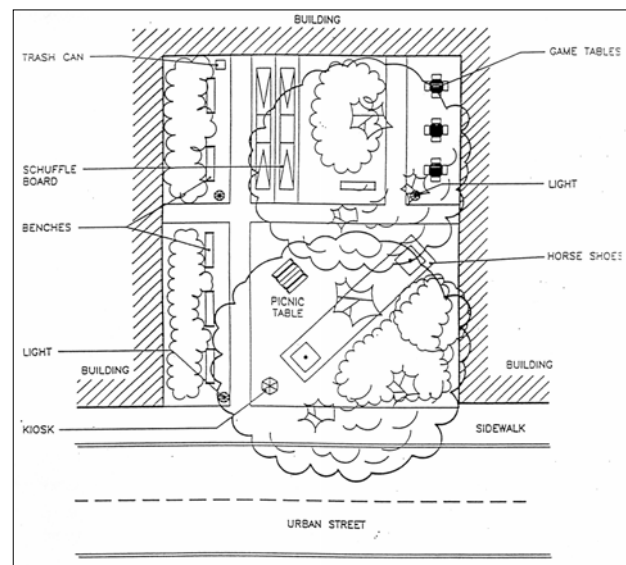 BUILDING
TRASH CAN
GAME TABLES
SCHUFFLE
BOARD
LIGHT
BENCHES
HORSE SHOES
PICNIC
TABLE
LIGHT
BUILDING
BUILDING
KIOSK
SIDEWALK
URBAN STREET